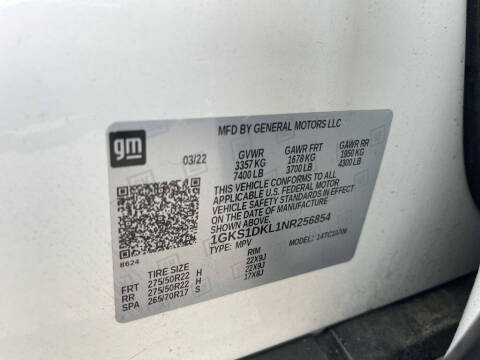 gm
MFD BY GENERAL MOTORS LLC
03/22 GVWR GAWR FRT GAWR RR
3357 KG 1678 KG 1950 KG
7400 LB 3700 LB 4300 LB
THIS VEHICLE CONFORMS TO ALL
APPLICABLE U.S. FEDERAL MOTOR
VEHICLE SAFETY STANDARDS IN EFFECT
ON THE DATE OF MANUFACTURE
SHOWN ABOVE.
1GKS1DKL1NR256854
TYPE: MPV MODEL:
8624
TIRE SIZE RIM
FRT 275/50R22 H 22X9J
RR 275/50R22 H 22X9J
SPA 265/70R17 S 17X8J